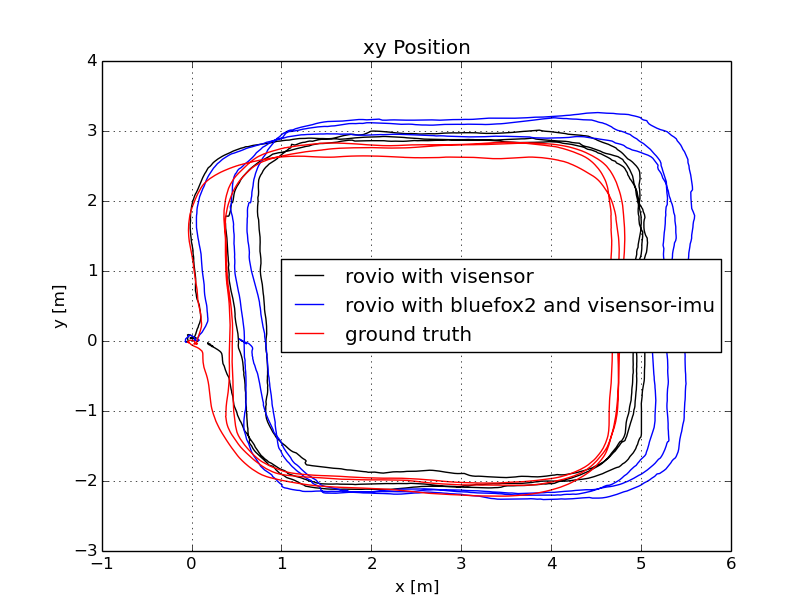 xy Position
4
3
2
1
0
−1
−2
−3
y [m]
rovio with visensor
rovio with bluefox2 and visensor-imu
ground truth
−1 0 1 2 3 4 5 6
x [m]